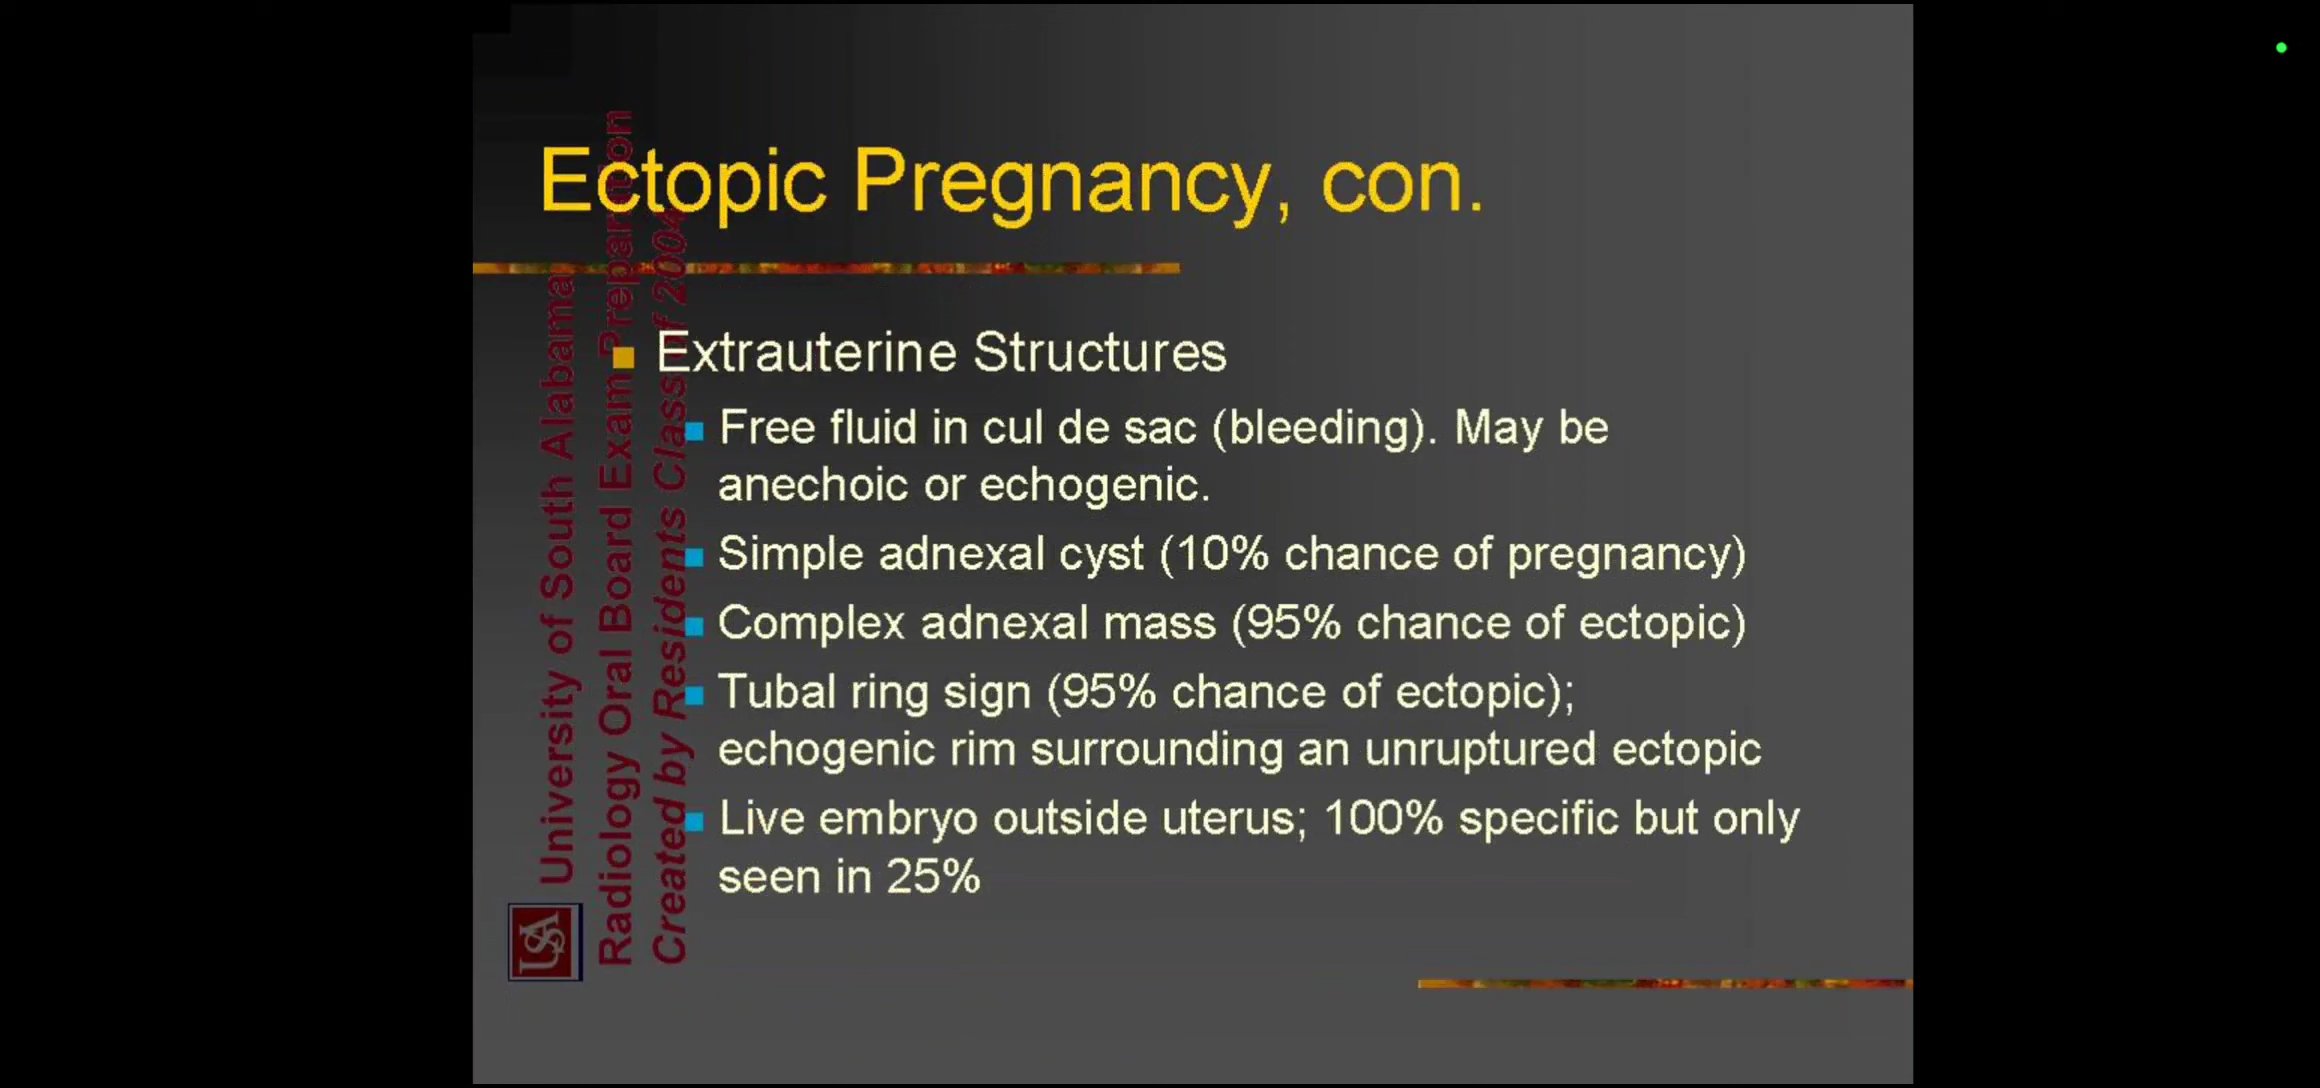 Ectopic Pregnancy, con.
Extrauterine Structures
Free fluid in cul de sac (bleeding). May be
anechoic or echogenic.
Simple adnexal cyst (10% chance of pregnancy)
Complex adnexal mass (95% chance of ectopic)
Tubal ring sign (95% chance of ectopic);
echogenic rim surrounding an unruptured ectopic
Live embryo outside uterus; 100% specific but only
seen in 25%
University of South Alabama
Radiology Oral Board Exam Preparation
Created by Residents Class of 2004
USA